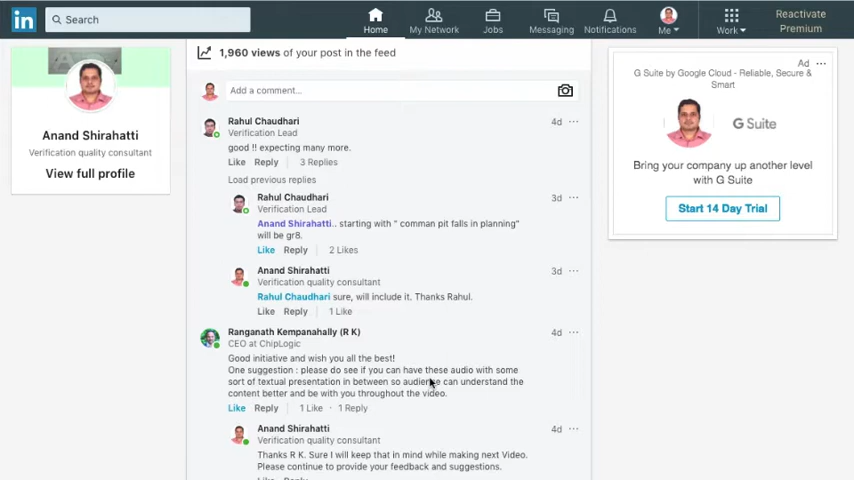 in
Search
Home
My Network
Jobs
Messaging
Notifications
Me
Work
Reactivate
Premium
Anand Shirahatti
Verification quality consultant
View full profile
1,960 views of your post in the feed
Add a comment...
Rahul Chaudhari
4d
Verification Lead
good !! expecting many more.
Like Reply 3 Replies
Load previous replies
Rahul Chaudhari
3d
Verification Lead
Anand Shirahatti.. starting with " comman pit falls in planning"
will be gr8.
Like Reply 2 Likes
Anand Shirahatti
3d
Verification quality consultant
Rahul Chaudhari sure, will include it. Thanks Rahul.
Like Reply 1 Like
Ranganath Kempanahally (R K)
4d
CEO at ChipLogic
Good initiative and wish you all the best!
One suggestion : please do see if you can have these audio with some
sort of textual presentation in between so audience can understand the
content better and be with you throughout the video.
Like Reply 1 Like · 1 Reply
Anand Shirahatti
4d
Verification quality consultant
Thanks R K. Sure I will keep that in mind while making next Video.
Please continue to provide your feedback and suggestions.
Like Reply
Ad
G Suite by Google Cloud - Reliable, Secure &
Smart
G Suite
Bring your company up another level
with G Suite
Start 14 Day Trial